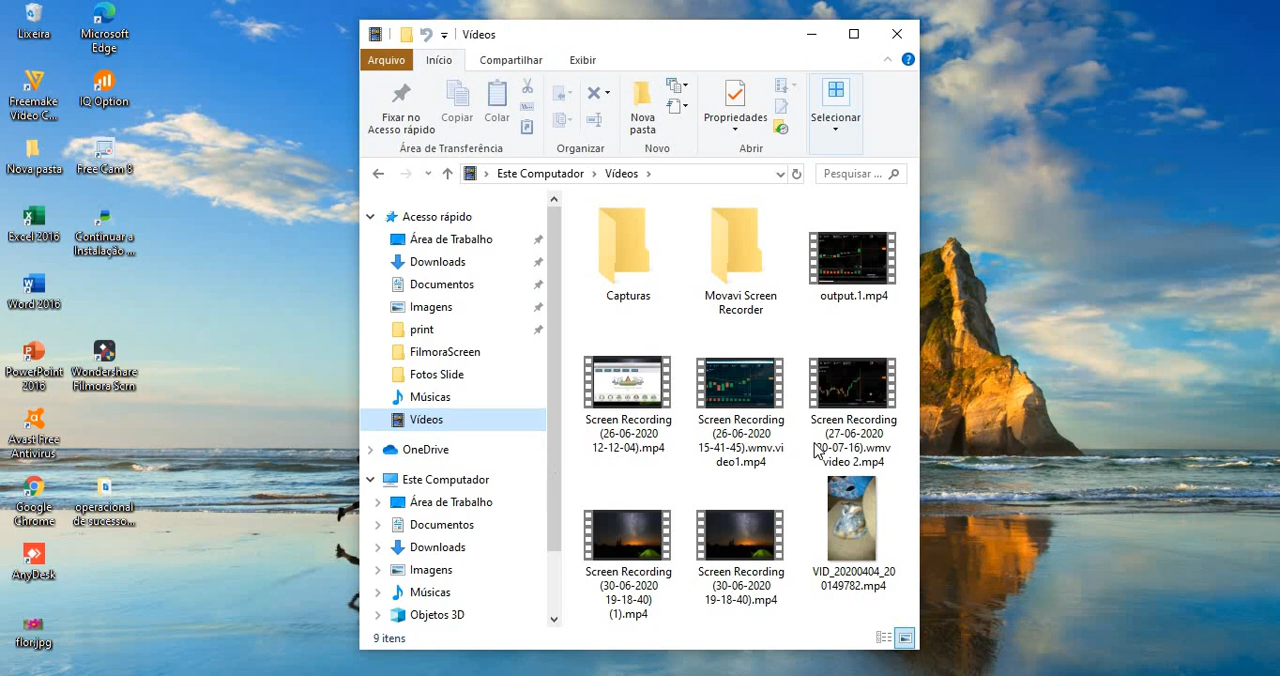 Lixeira
Microsoft
Edge
Freemake
Video C...
IQ Option
Nova pasta
Free Cam 8
Excel 2016
Continuar a
Instalação ...
Word 2016
PowerPoint
2016
Wondershare
Filmora Scrn
Avast Free
Antivirus
Google
Chrome
operacional
de sucesso...
AnyDesk
flori.jpg
Vídeos
Arquivo
Início
Compartilhar
Exibir
Fixar no
Acesso rápido
Copiar
Colar
Nova
pasta
Propriedades
Selecionar
Área de Transferência
Organizar
Novo
Abrir
Este Computador
Vídeos
Pesquisar ...
Acesso rápido
Área de Trabalho
Downloads
Documentos
Imagens
print
FilmoraScreen
Fotos Slide
Músicas
Vídeos
OneDrive
Este Computador
Área de Trabalho
Documentos
Downloads
Imagens
Músicas
Objetos 3D
Capturas
Movavi Screen
Recorder
output.1.mp4
Screen Recording
(26-06-2020
12-12-04).mp4
Screen Recording
(26-06-2020
15-41-45).wmv.vi
deo1.mp4
Screen Recording
(27-06-2020
0-07-16).wmv
video 2.mp4
Screen Recording
(30-06-2020
19-18-40)
(1).mp4
Screen Recording
(30-06-2020
19-18-40).mp4
VID_20200404_20
0149782.mp4
9 itens